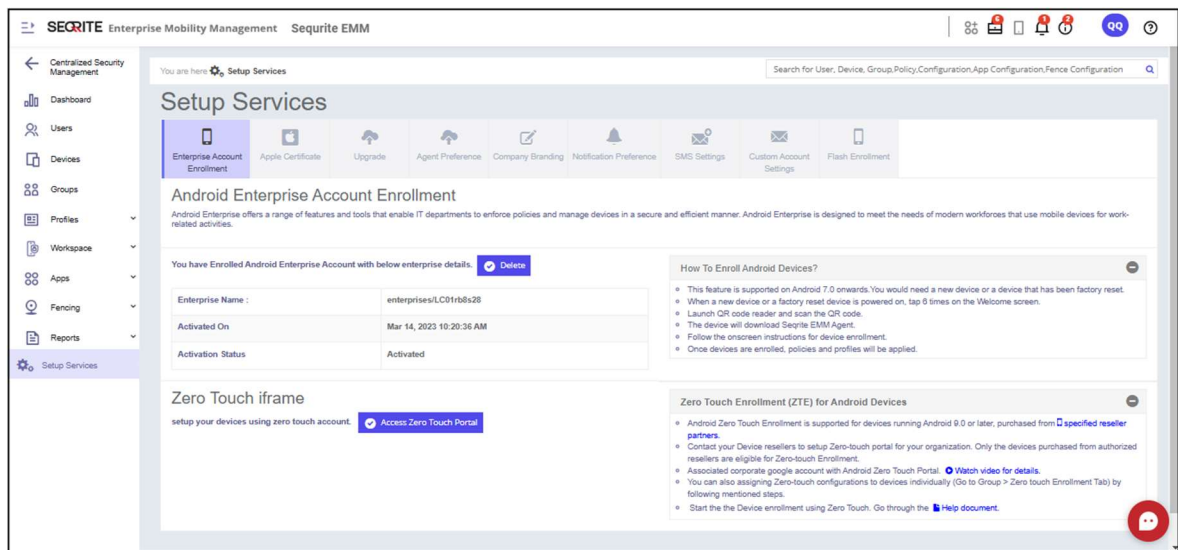 SEQRITE Enterprise Mobility Management Seqrite EMM
6
1
2
QQ
Centralized Security
Management
Dashboard
Users
Devices
Groups
Profiles
Workspace
Apps
Fencing
Reports
Setup Services
You are here Setup Services
Search for User, Device, Group,Policy,Configuration,App Configuration,Fence Configuration
Setup Services
Enterprise Account
Enrollment
Apple Certificate
Upgrade
Agent Preference
Company Branding
Notification Preference
SMS Settings
Custom Account
Settings
Flash Enrollment
Android Enterprise Account Enrollment
Android Enterprise offers a range of features and tools that enable IT departments to enforce policies and manage devices in a secure and efficient manner. Android Enterprise is designed to meet the needs of modern workforces that use mobile devices for work-
related activities.
You have Enrolled Android Enterprise Account with below enterprise details. Delete
Enterprise Name : enterprises/LC01rb8s28
Activated On Mar 14, 2023 10:20:36 AM
Activation Status Activated
How To Enroll Android Devices?
This feature is supported on Android 7.0 onwards.You would need a new device or a device that has been factory reset.
When a new device or a factory reset device is powered on, tap 6 times on the Welcome screen.
Launch QR code reader and scan the QR code.
The device will download Seqrite EMM Agent.
Follow the onscreen instructions for device enrollment.
Once devices are enrolled, policies and profiles will be applied.
Zero Touch iframe
setup your devices using zero touch account. Access Zero Touch Portal
Zero Touch Enrollment (ZTE) for Android Devices
Android Zero Touch Enrollment is supported for devices running Android 9.0 or later, purchased from specified reseller
partners.
Contact your Device resellers to setup Zero-touch portal for your organization. Only the devices purchased from authorized
resellers are eligible for Zero-touch Enrollment.
Associated corporate google account with Android Zero Touch Portal. Watch video for details.
You can also assigning Zero-touch configurations to devices individually (Go to Group > Zero touch Enrollment Tab) by
following mentioned steps.
Start the the Device enrollment using Zero Touch. Go through the Help document.